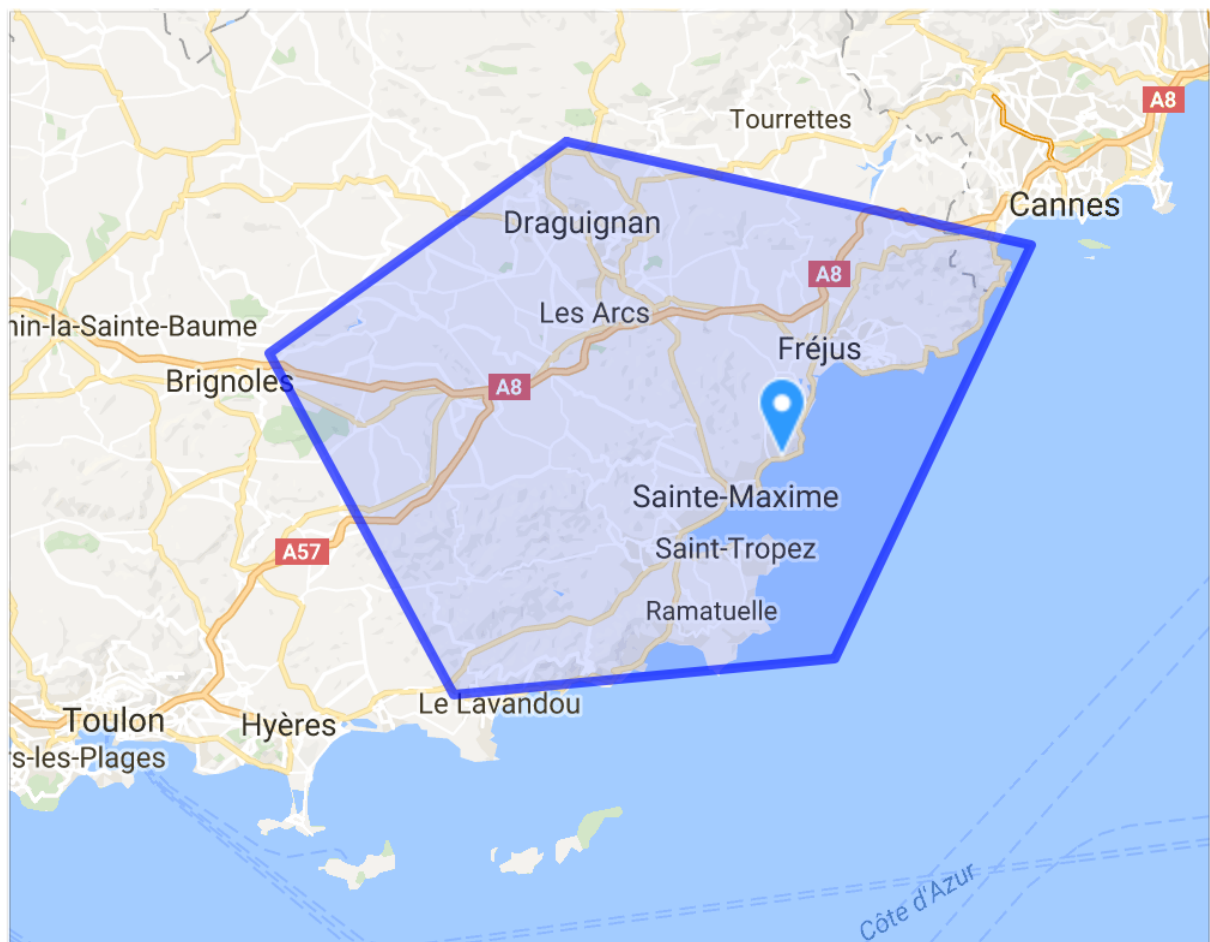 A8
Tourrettes
Cannes
Draguignan
A8
Les Arcs
nin-la-Sainte-Baume
Fréjus
Brignoles
A8
Sainte-Maxime
A57
Saint-Tropez
Ramatuelle
Le Lavandou
Toulon
Hyères
rs-les-Plages
Côte d'Azur